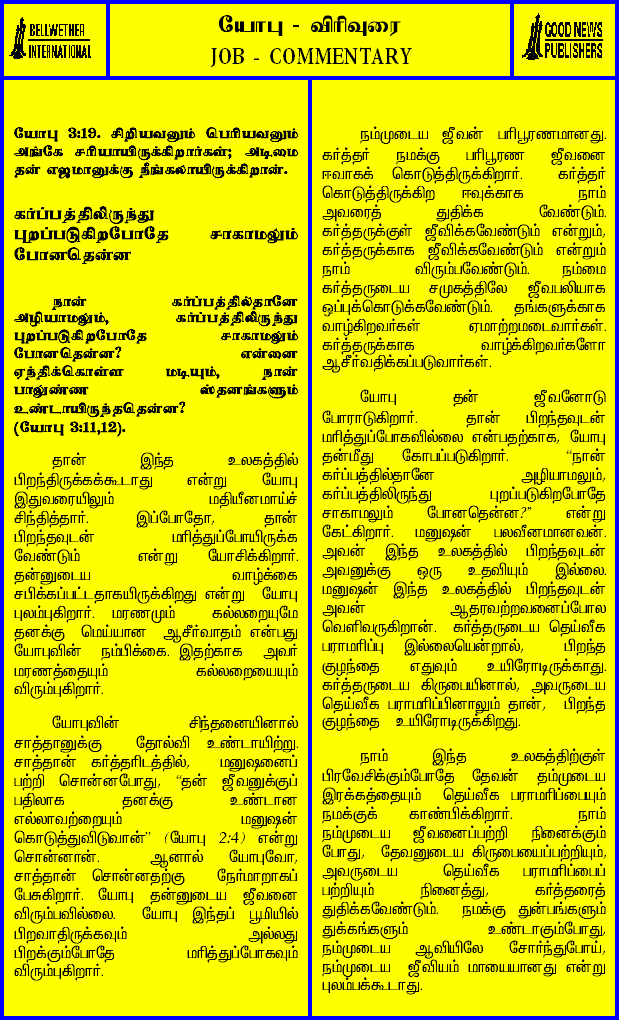 BELLWETHER
INTERNATIONAL
யோபு - விரிவுரை
JOB - COMMENTARY
GOOD NEWS
PUBLISHERS
யோபு 3:19. சிறியவனும் பெரியவனும்
அங்கே சரியாயிருக்கிறார்கள்; அடிமை
தன் எஜமானுக்கு நீங்கலாயிருக்கிறான்.
கர்ப்பத்திலிருந்து
புறப்படுகிறபோதே சாகாமலும்
போனதென்ன
நான் கர்ப்பத்தில்தானே
அழியாமலும், கர்ப்பத்திலிருந்து
புறப்படுகிறபோதே சாகாமலும்
போனதென்ன? என்னை
ஏந்திக்கொள்ள மடியும், நான்
பாலுண்ண ஸ்தனங்களும்
உண்டாயிருந்ததென்ன?
(யோபு 3:11,12).
தான் இந்த உலகத்தில்
பிறந்திருக்கக்கூடாது என்று யோபு
இதுவரையிலும் மதியீனமாய்ச்
சிந்தித்தார். இப்போதோ, தான்
பிறந்தவுடன் மரித்துப்போயிருக்க
வேண்டும் என்று யோசிக்கிறார்.
தன்னுடைய வாழ்க்கை
சபிக்கப்பட்டதாகயிருக்கிறது என்று யோபு
புலம்புகிறார். மரணமும் கல்லறையுமே
தனக்கு மெய்யான ஆசீர்வாதம் என்பது
யோபுவின் நம்பிக்கை. இதற்காக அவர்
மரணத்தையும் கல்லறையையும்
விரும்புகிறார்.
யோபுவின் சிந்தனையினால்
சாத்தானுக்கு தோல்வி உண்டாயிற்று.
சாத்தான் கர்த்தரிடத்தில், மனுஷனைப்
பற்றி சொன்னபோது, “தன் ஜீவனுக்குப்
பதிலாக தனக்கு உண்டான
எல்லாவற்றையும் மனுஷன்
கொடுத்துவிடுவான்” (யோபு 2:4) என்று
சொன்னான். ஆனால் யோபுவோ,
சாத்தான் சொன்னதற்கு நேர்மாறாகப்
பேசுகிறார். யோபு தன்னுடைய ஜீவனை
விரும்பவில்லை. யோபு இந்தப் பூமியில்
பிறவாதிருக்கவும் அல்லது
பிறக்கும்போதே மரித்துப்போகவும்
விரும்புகிறார்.
நம்முடைய ஜீவன் பரிபூரணமானது.
கர்த்தர் நமக்கு பரிபூரண ஜீவனை
ஈவாகக் கொடுத்திருக்கிறார். கர்த்தர்
கொடுத்திருக்கிற ஈவுக்காக நாம்
அவரைத் துதிக்க வேண்டும்.
கர்த்தருக்குள் ஜீவிக்கவேண்டும் என்றும்,
கர்த்தருக்காக ஜீவிக்கவேண்டும் என்றும்
நாம் விரும்பவேண்டும். நம்மை
கர்த்தருடைய சமுகத்திலே ஜீவபலியாக
ஒப்புக்கொடுக்கவேண்டும். தங்களுக்காக
வாழ்கிறவர்கள் ஏமாற்றமடைவார்கள்.
கர்த்தருக்காக வாழ்க்கிறவர்களோ
ஆசீர்வதிக்கப்படுவார்கள்.
யோபு தன் ஜீவனோடு
போராடுகிறார். தான் பிறந்தவுடன்
மரித்துப்போகவில்லை என்பதற்காக, யோபு
தன்மீது கோபப்படுகிறார். “நான்
கர்ப்பத்தில்தானே அழியாமலும்,
கர்ப்பத்திலிருந்து புறப்படுகிறபோதே
சாகாமலும் போனதென்ன?” என்று
கேட்கிறார். மனுஷன் பலவீனமானவன்.
அவன் இந்த உலகத்தில் பிறந்தவுடன்
அவனுக்கு ஒரு உதவியும் இல்லை.
மனுஷன் இந்த உலகத்தில் பிறந்தவுடன்
அவன் ஆதரவற்றவனைப்போல
வெளிவருகிறான். கர்த்தருடைய தெய்வீக
பராமரிப்பு இல்லையென்றால், பிறந்த
குழந்தை எதுவும் உயிரோடிருக்காது.
கர்த்தருடைய கிருபையினால், அவருடைய
தெய்வீக பராமரிப்பினாலும் தான், பிறந்த
குழந்தை உயிரோடிருக்கிறது.
நாம் இந்த உலகத்திற்குள்
பிரவேசிக்கும்போதே தேவன் தம்முடைய
இரக்கத்தையும் தெய்வீக பராமரிப்பையும்
நமக்குக் காண்பிக்கிறார். நாம்
நம்முடைய ஜீவனைப்பற்றி நினைக்கும்
போது, தேவனுடைய கிருபையைப்பற்றியும்,
அவருடைய தெய்வீக பராமரிப்பைப்
பற்றியும் நினைத்து, கர்த்தரைத்
துதிக்கவேண்டும். நமக்கு துன்பங்களும்
துக்கங்களும் உண்டாகும்போது,
நம்முடைய ஆவியிலே சோர்ந்துபோய்,
நம்முடைய ஜீவியம் மாயையானது என்று
புலம்பக்கூடாது.